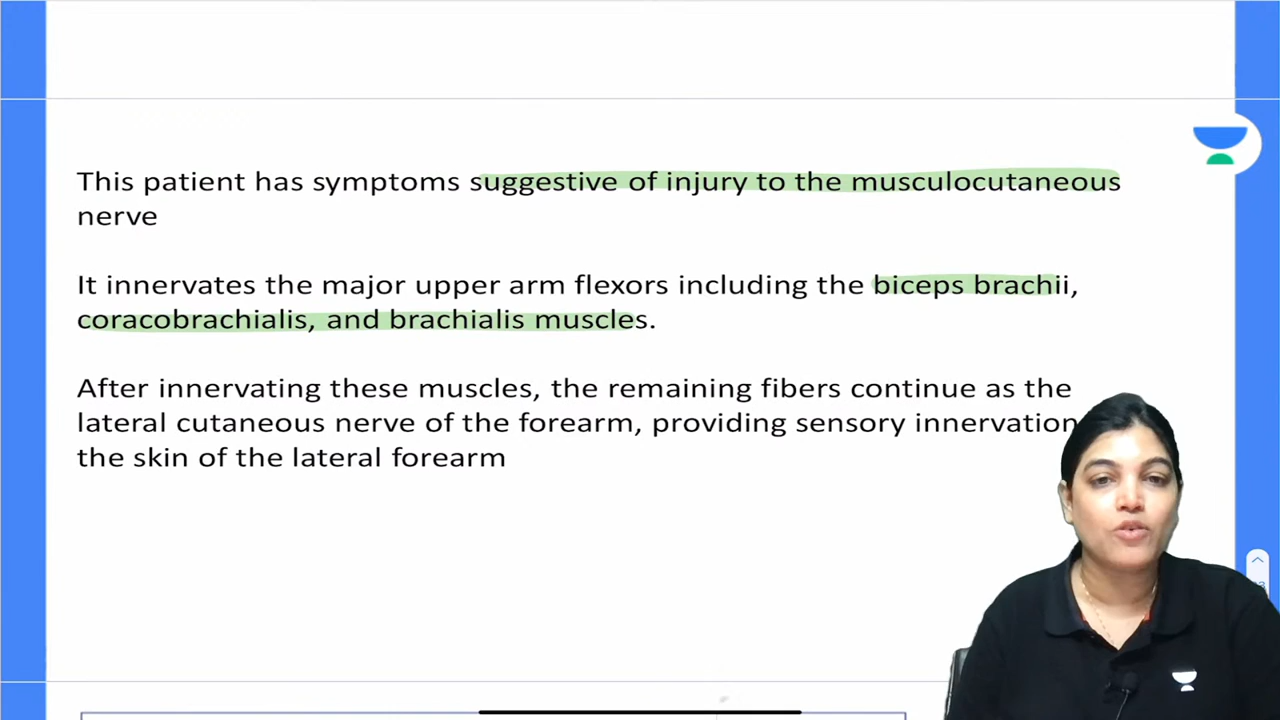 This patient has symptoms suggestive of injury to the musculocutaneous
nerve
It innervates the major upper arm flexors including the biceps brachii,
coracobrachialis, and brachialis muscles.
After innervating these muscles, the remaining fibers continue as the
lateral cutaneous nerve of the forearm, providing sensory innervation
the skin of the lateral forearm